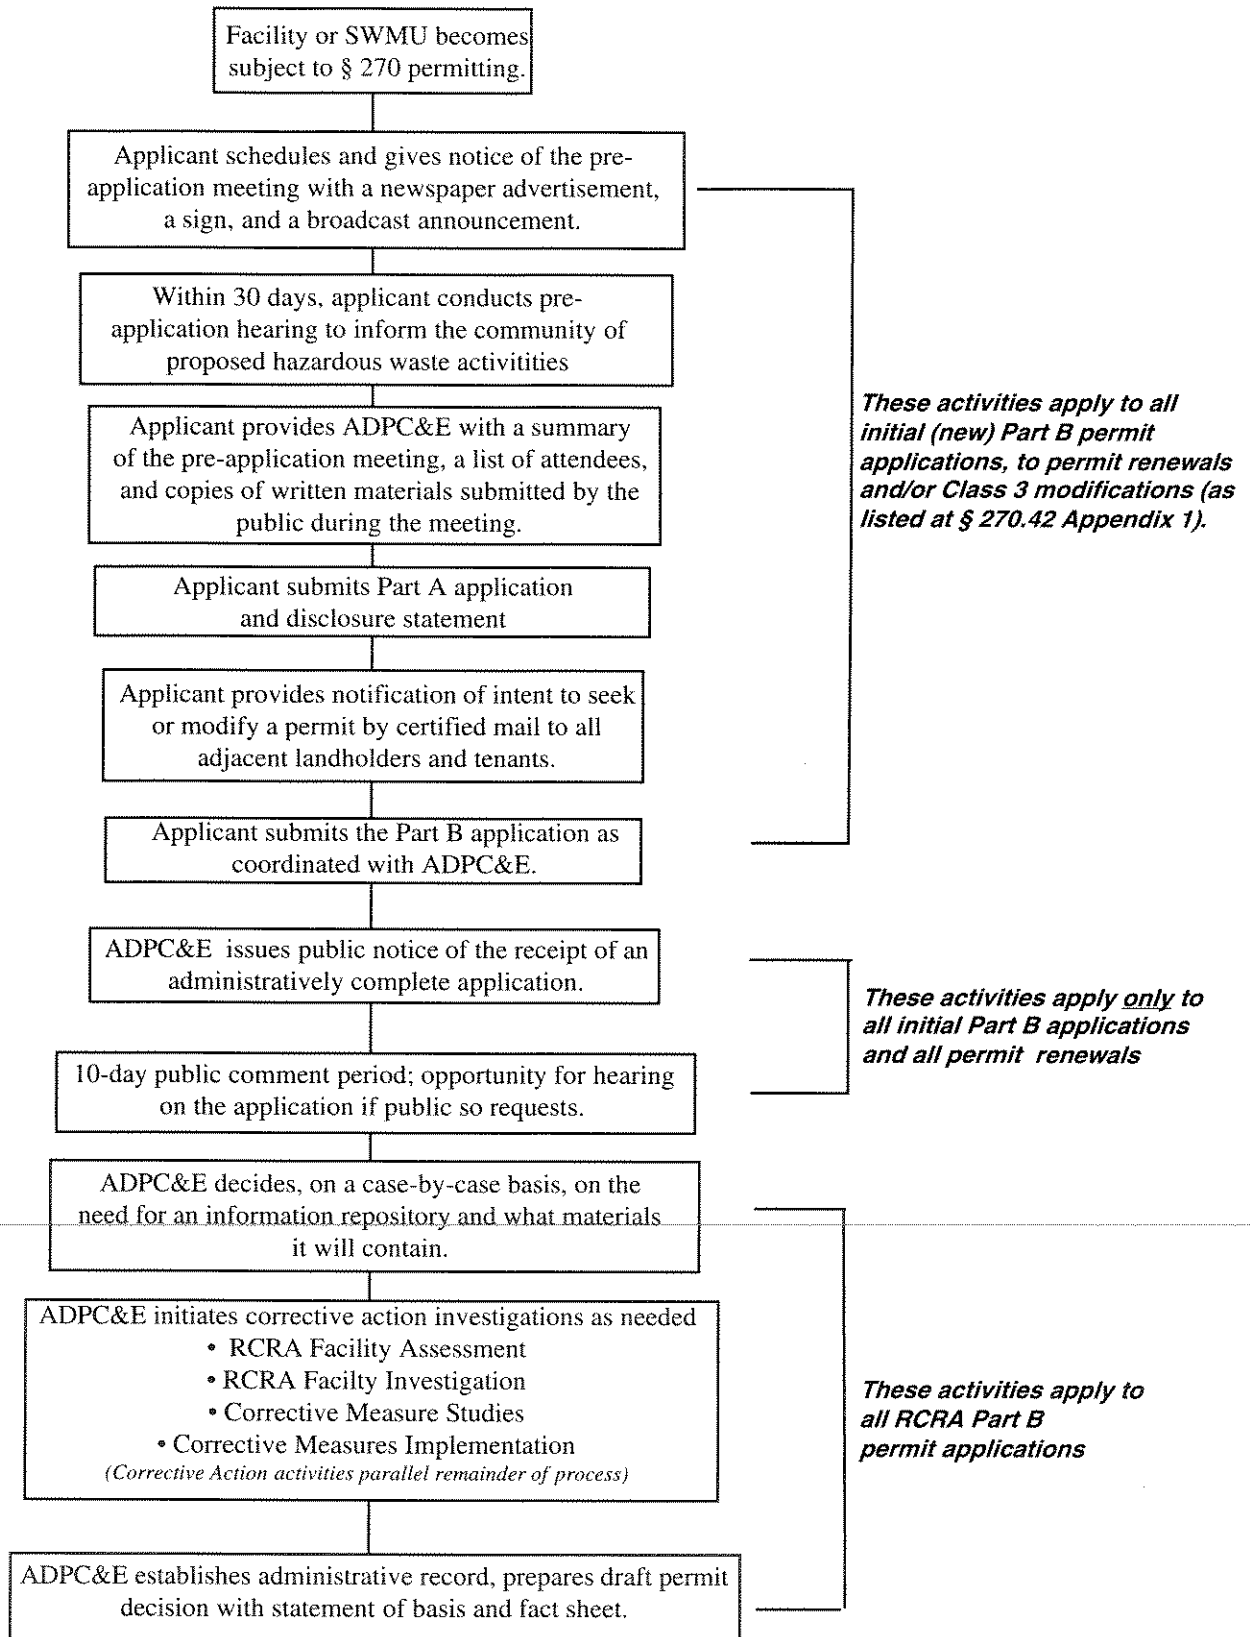 Facility or SWMU becomes
subject to § 270 permitting.
Applicant schedules and gives notice of the pre-
application meeting with a newspaper advertisement,
a sign, and a broadcast announcement.
Within 30 days, applicant conducts pre-
application hearing to inform the community of
proposed hazardous waste activitities
Applicant provides ADPC&E with a summary
of the pre-application meeting, a list of attendees,
and copies of written materials submitted by the
public during the meeting.
Applicant submits Part A application
and disclosure statement
Applicant provides notification of intent to seek
or modify a permit by certified mail to all
adjacent landholders and tenants.
Applicant submits the Part B application as
coordinated with ADPC&E.
These activities apply to all
initial (new) Part B permit
applications, to permit renewals
and/or Class 3 modifications (as
listed at § 270.42 Appendix 1).
ADPC&E issues public notice of the receipt of an
administratively complete application.
10-day public comment period; opportunity for hearing
on the application if public so requests.
These activities apply only to
all initial Part B applications
and all permit renewals
ADPC&E decides, on a case-by-case basis, on the
need for an information repository and what materials
it will contain.
ADPC&E initiates corrective action investigations as needed
• RCRA Facility Assessment
• RCRA Facilty Investigation
• Corrective Measure Studies
• Corrective Measures Implementation
(Corrective Action activities parallel remainder of process)
ADPC&E establishes administrative record, prepares draft permit
decision with statement of basis and fact sheet.
These activities apply to
all RCRA Part B
permit applications